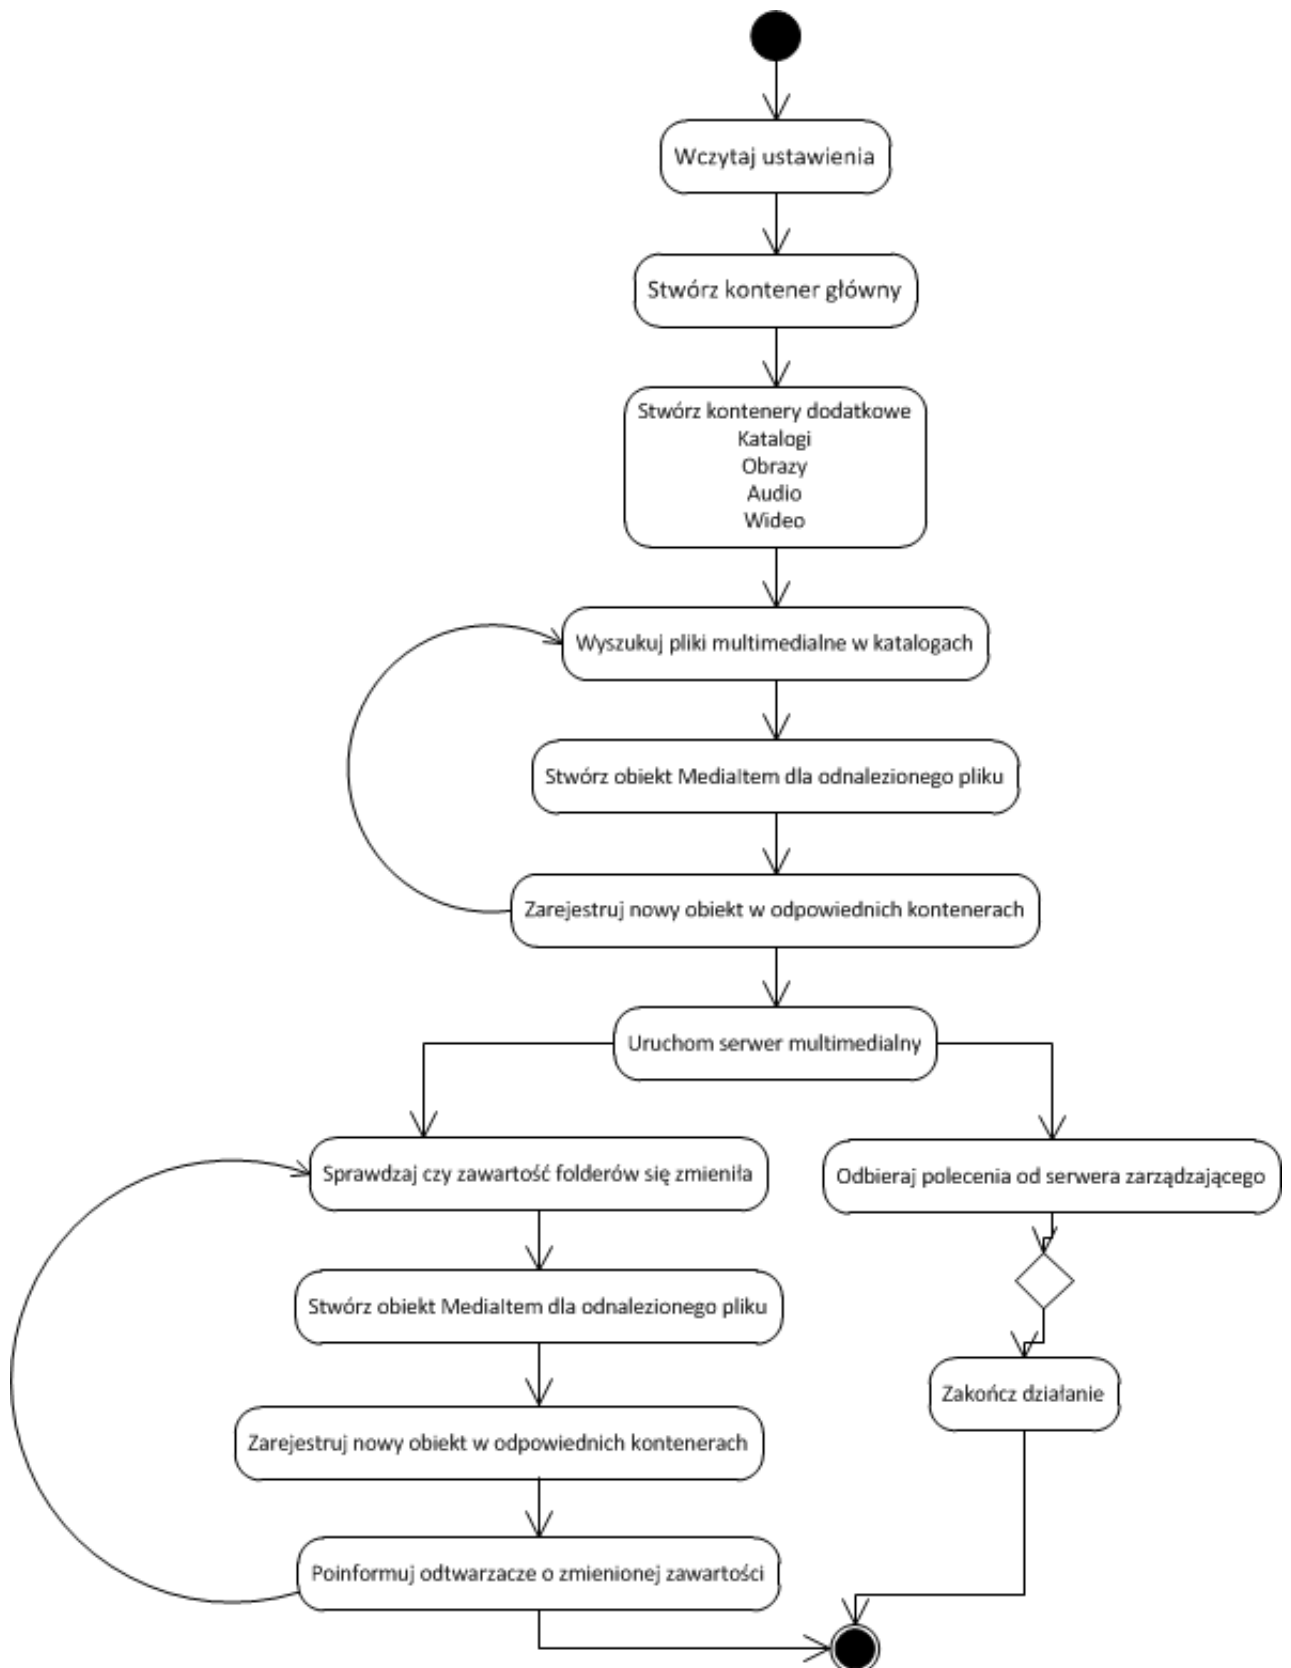 Wczytaj ustawienia
Stwórz kontener główny
Stwórz kontenery dodatkowe
Katalogi
Obrazy
Audio
Wideo
Wyszukuj pliki multimedialne w katalogach
Stwórz obiekt MediaItem dla odnalezionego pliku
Zarejestruj nowy obiekt w odpowiednich kontenerach
Uruchom serwer multimedialny
Sprawdzaj czy zawartość folderów się zmieniła
Odbieraj polecenia od serwera zarządzającego
Stwórz obiekt MediaItem dla odnalezionego pliku
Zakończ działanie
Zarejestruj nowy obiekt w odpowiednich kontenerach
Poinformuj odtwarzacze o zmienionej zawartości